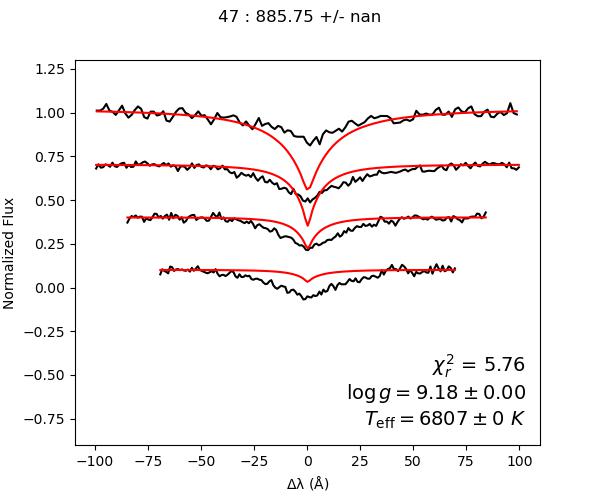 47 : 885.75 +/- nan
1.25
1.00
0.75
0.50
0.25
0.00
−0.25
−0.50
−0.75
Normalized Flux
χ²ᵣ = 5.76
log g = 9.18 ± 0.00
T_eff = 6807 ± 0 K
−100 −75 −50 −25 0 25 50 75 100
Δλ (Å)